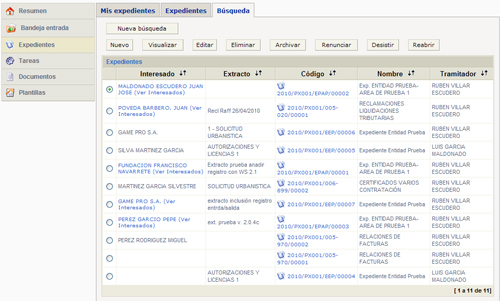 Resumen
Bandeja entrada
Expedientes
Tareas
Documentos
Plantillas
Mis expedientes Expedientes Búsqueda
Nueva búsqueda
Nuevo Visualizar Editar Eliminar Archivar Renunciar Desistir Reabrir
Expedientes
Interesado Extracto Código Nombre Tramitador
MALDONADO ESCUDERO JUAN JOSE (Ver Interesados) 2010/PX001/EPAR/00002 Exp. ENTIDAD PRUEBA-AREA DE PRUEBA 1 RUBEN VILLAR ESCUDERO
POVEDA BARBERO, JUAN (Ver Interesados) Recl Raff 26/04/2010 2010/PX001/005-020/00001 RECLAMACIONES LIQUIDACIONES TRIBUTARIAS RUBEN VILLAR ESCUDERO
GAME PRO S.A. 1 - SOLICITUD URBANISTICA 2010/PX001/EEP/00006 Expediente Entidad Prueba RUBEN VILLAR ESCUDERO
SILVA MARTINEZ GARCIA AUTORIZACIONES Y LICENCIAS 1 2010/PX001/EEP/00005 Expediente Entidad Prueba LUIS GARCIA MALDONADO
FUNDACION FRANCISCO NAVARRETE (Ver Interesados) Extracto prueba anadir registro con WS 2.1 2010/PX001/EPAR/00001 Exp. ENTIDAD PRUEBA-AREA DE PRUEBA 1 RUBEN VILLAR ESCUDERO
MARTINEZ GARCIA SILVESTRE SOLICITUD URBANISTICA 2010/PX001/006-899/00002 CERTIFICADOS VARIOS CONTRATACIÓN RUBEN VILLAR ESCUDERO
GAME PRO S.A. (Ver Interesados) extracto inclusión registro entrta/salda 2010/PX001/EEP/00004 Expediente Entidad Prueba RUBEN VILLAR ESCUDERO
PEREZ GARCIO PEPE (Ver Interesados) ext. prueba v. 2.0.4c 2010/PX001/EPAR/00003 Exp. ENTIDAD PRUEBA-AREA DE PRUEBA 1 RUBEN VILLAR ESCUDERO
PEREZ RODRIGUEZ MIGUEL 2010/PX001/005-970/00002 RELACIONES DE FACTURAS RUBEN VILLAR ESCUDERO
2010/PX001/005-970/00001 RELACIONES DE FACTURAS RUBEN VILLAR ESCUDERO
AUTORIZACIONES Y LICENCIAS 1 2010/PX001/EEP/00004 Expediente Entidad Prueba LUIS GARCIA MALDONADO
[ 1 a 11 de 11]